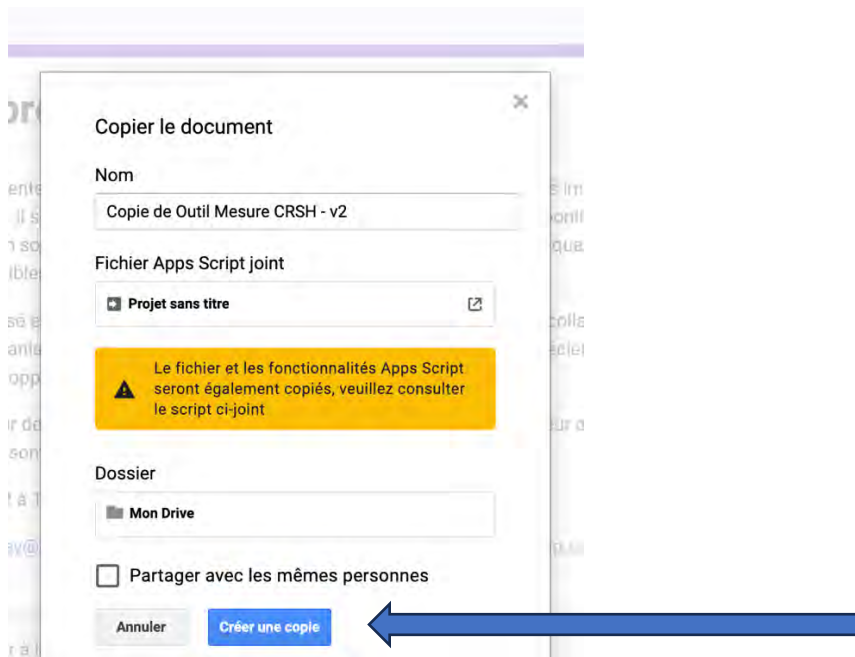 Copier le document
Nom
Copie de Outil Mesure CRSH - v2
Fichier Apps Script joint
Projet sans titre
Le fichier et les fonctionnalités Apps Script
seront également copiés, veuillez consulter
le script ci-joint
Dossier
Mon Drive
Partager avec les mêmes personnes
Annuler
Créer une copie